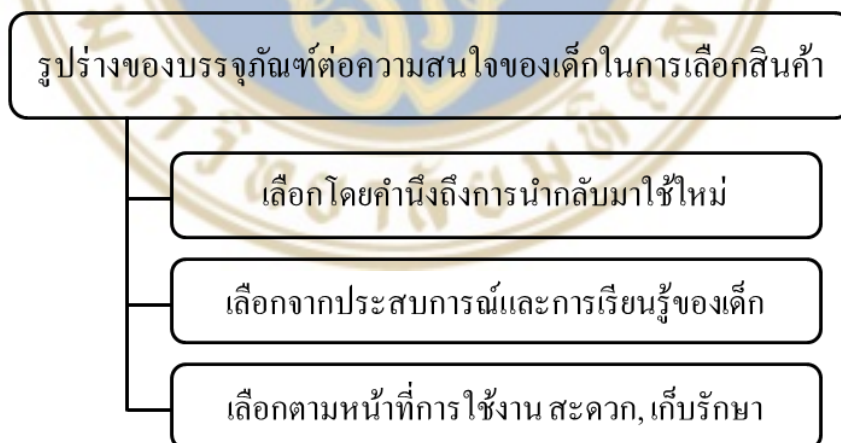 รูปร่างของบรรจุภัณฑ์ต่อความสนใจของเด็กในการเลือกสินค้า
เลือกโดยคำนึงถึงการนำกลับมาใช้ใหม่
เลือกจากประสบการณ์และการเรียนรู้ของเด็ก
เลือกตามหน้าที่การใช้งาน สะดวก, เก็บรักษา